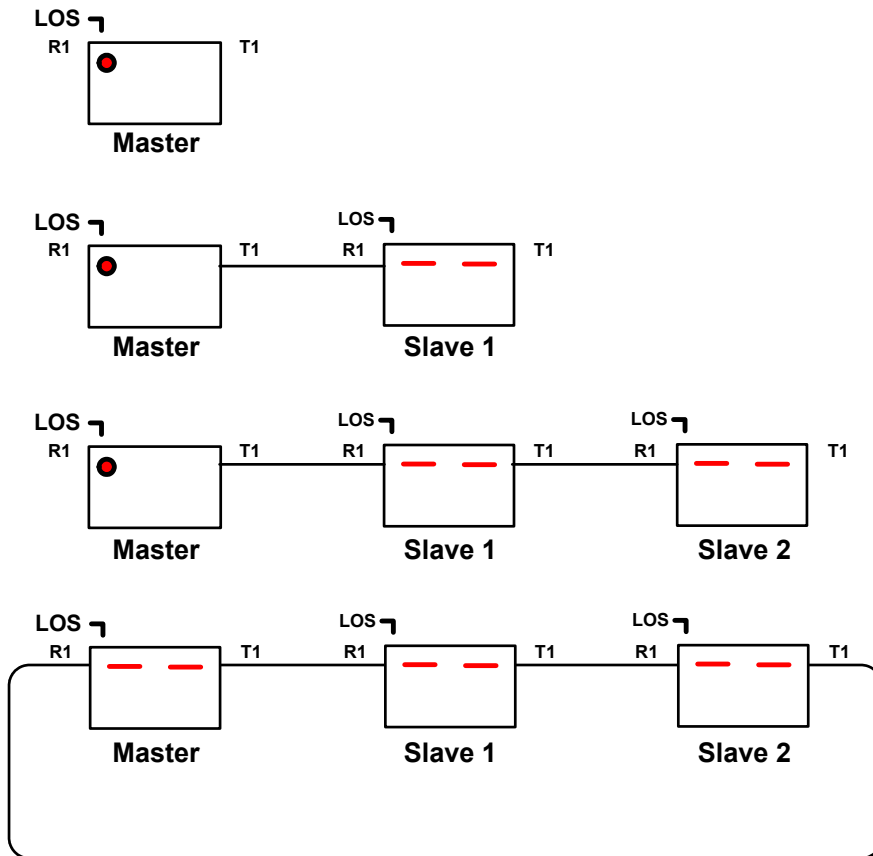 LOS
R1 T1
Master
LOS LOS
R1 T1 R1 T1
Master Slave 1
LOS LOS LOS
R1 T1 R1 T1 R1 T1
Master Slave 1 Slave 2
LOS LOS LOS
R1 T1 R1 T1 R1 T1
Master Slave 1 Slave 2